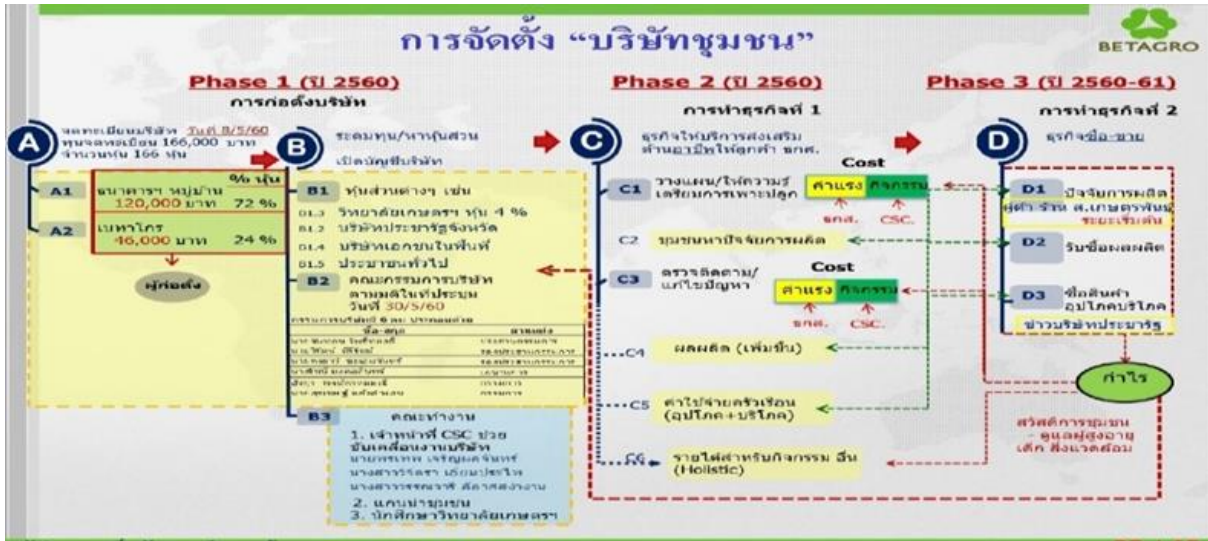 การจัดตั้ง “บริษัทชุมชน”
BETAGRO
Phase 1 (ปี 2560)
การก่อตั้งบริษัท
Phase 2 (ปี 2560)
การทำธุรกิจที่ 1
Phase 3 (ปี 2560-61)
การทำธุรกิจที่ 2
A
จดทะเบียนบริษัท วันที่ 8/5/60
ทุนจดทะเบียน 166,000 บาท
จำนวนหุ้น 166 หุ้น
% หุ้น
A1
ธนาคารฯ หมู่บ้าน
120,000 บาท 72 %
A2
เบทาโกร
46,000 บาท 24 %
ผู้ก่อตั้ง
B
ระดมทุน/หาหุ้นส่วน
เปิดบัญชีบริษัท
B1 หุ้นส่วนต่างๆ เช่น
วิทยาลัยเกษตรฯ หุ้น 4 %
B1.2 บริษัทประชารัฐจังหวัด
B1.4 บริษัทเอกชนในพื้นที่
B1.5 ประชาชนทั่วไป
B2 คณะกรรมการบริษัท
ตามมติในที่ประชุม
วันที่ 30/5/60
ชื่อ-สกุล ตำแหน่ง
B3 คณะทำงาน
1. เจ้าหน้าที่ CSC ช่วย
ขับเคลื่อนงานบริษัท
2. แกนนำชุมชน
3. นักศึกษาวิทยาลัยเกษตรฯ
C
ธุรกิจให้บริการส่งเสริม
ด้านอาชีพให้ลูกค้า ธกส.
Cost
C1 วางแผน/ให้ความรู้
เตรียมการเพาะปลูก
ค่าแรง กิจกรรม
ธกส. CSC.
C2 ชุมชนหาปัจจัยการผลิต
C3 ตรวจติดตาม/
แก้ไขปัญหา
Cost
ค่าแรง กิจกรรม
ธกส. CSC.
C4 ผลผลิต (เพิ่มขึ้น)
C5 ค่าใช้จ่ายครัวเรือน
(อุปโภค+บริโภค)
C6 รายได้สำหรับกิจกรรม อื่น
(Holistic)
D
ธุรกิจซื้อ-ขาย
D1 ปัจจัยการผลิต
ร้าน ส.เกษตรพันธุ์
ระยะเริ่มต้น
D2 รับซื้อผลผลิต
D3 ซื้อสินค้า
อุปโภคบริโภค
ข้าวบริษัทประชารัฐ
กำไร
สวัสดิการชุมชน
- ดูแลผู้สูงอายุ
เด็ก สิ่งแวดล้อม